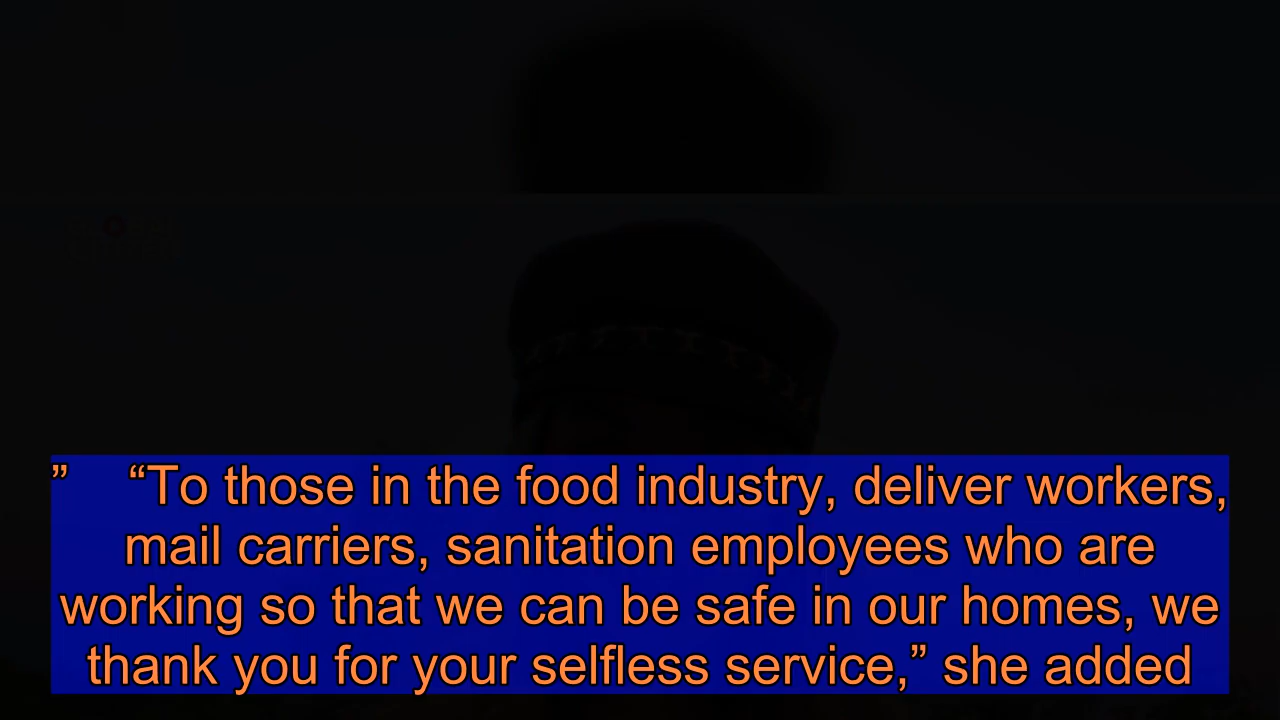 ” “To those in the food industry, deliver workers,
mail carriers, sanitation employees who are
working so that we can be safe in our homes, we
thank you for your selfless service,” she added